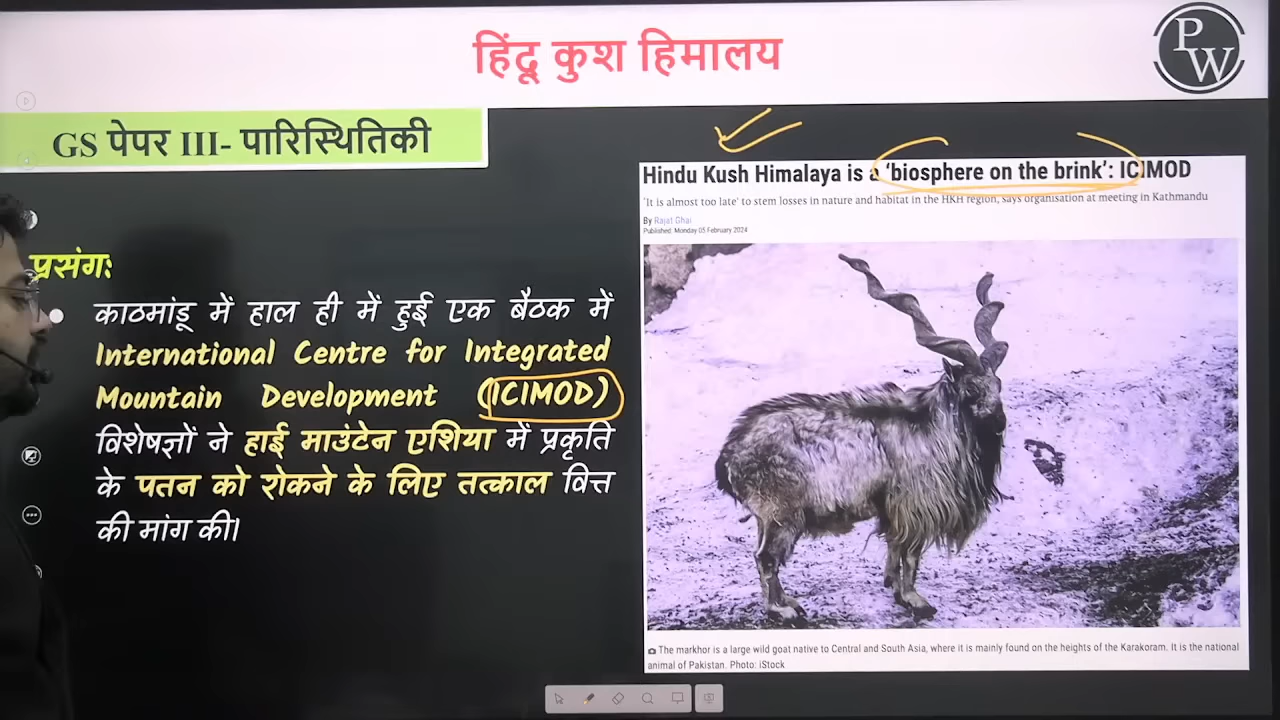 हिंदू कुश हिमालय
PW
GS पेपर III- पारिस्थितिकी
प्रसंग:
काठमांडू में हाल ही में हुई एक बैठक में
International Centre for Integrated
Mountain Development (ICIMOD)
विशेषज्ञों ने हाई माउंटेन एशिया में प्रकृति
के पतन को रोकने के लिए तत्काल वित्त
की मांग की।
Hindu Kush Himalaya is a ‘biosphere on the brink’: ICIMOD
‘It is almost too late’ to stem losses in nature and habitat in the HKH region, says organisation at meeting in Kathmandu
By Rajat Ghai
Published: Monday 05 February 2024
The markhor is a large wild goat native to Central and South Asia, where it is mainly found on the heights of the Karakoram. It is the national
animal of Pakistan. Photo: iStock